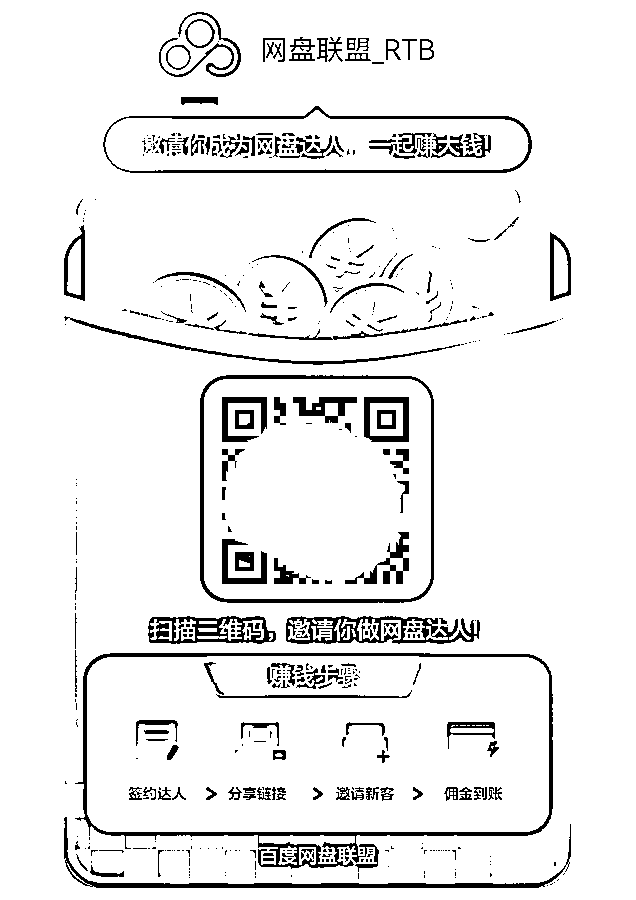 网盘联盟_RTB
邀请你成为网盘达人，一起赚大钱！
扫描二维码，邀请你做网盘达人！
赚钱步骤
签约达人 > 分享链接 > 邀请新客 > 佣金到账
百度网盘联盟